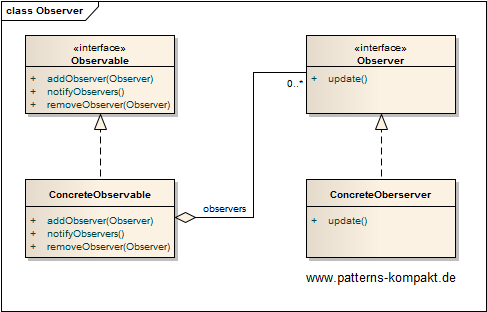 class Observer
«interface»
Observable
+ addObserver(Observer)
+ notifyObservers()
+ removeObserver(Observer)
«interface»
Observer
+ update()
0..*
ConcreteObservable
+ addObserver(Observer)
+ notifyObservers()
+ removeObserver(Observer)
observers
ConcreteOberserver
+ update()
www.patterns-kompakt.de